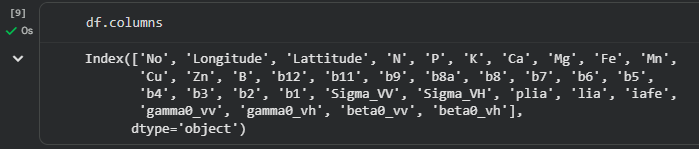 [9]
0s
df.columns
Index(['No', 'Longitude', 'Lattitude', 'N', 'P', 'K', 'Ca', 'Mg', 'Fe', 'Mn',
'Cu', 'Zn', 'B', 'b12', 'b11', 'b9', 'b8a', 'b8', 'b7', 'b6', 'b5',
'b4', 'b3', 'b2', 'b1', 'Sigma_VV', 'Sigma_VH', 'plia', 'lia', 'iafe',
'gamma0_vv', 'gamma0_vh', 'beta0_vv', 'beta0_vh'],
dtype='object')